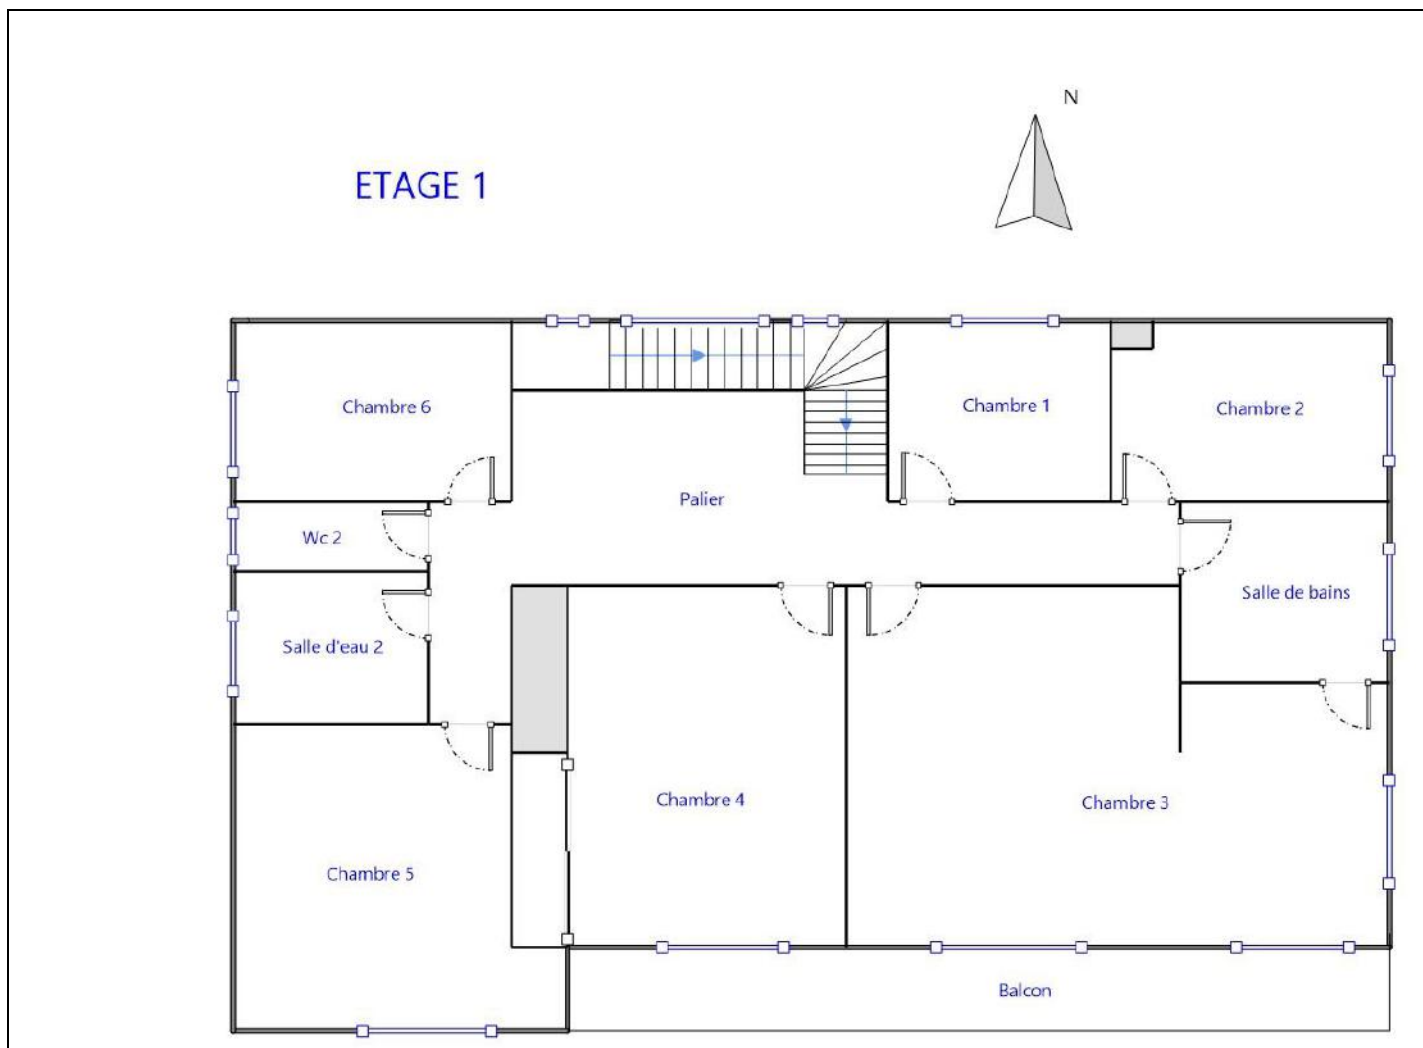 N
ETAGE 1
Chambre 6
Chambre 1
Chambre 2
Palier
Wc 2
Salle de bains
Salle d'eau 2
Chambre 4
Chambre 3
Chambre 5
Balcon